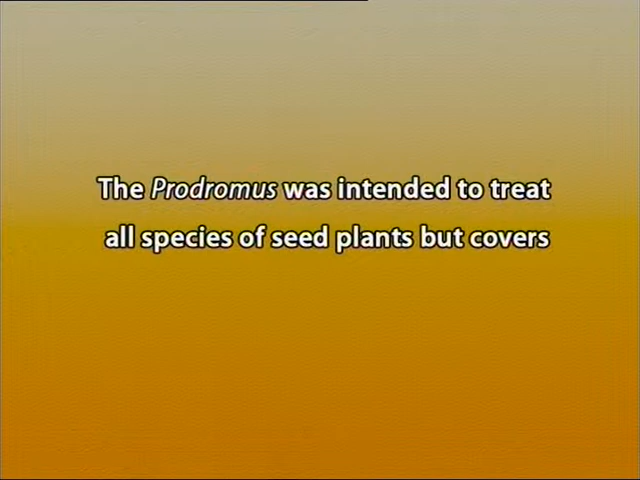 The Prodromus was intended to treat
all species of seed plants but covers